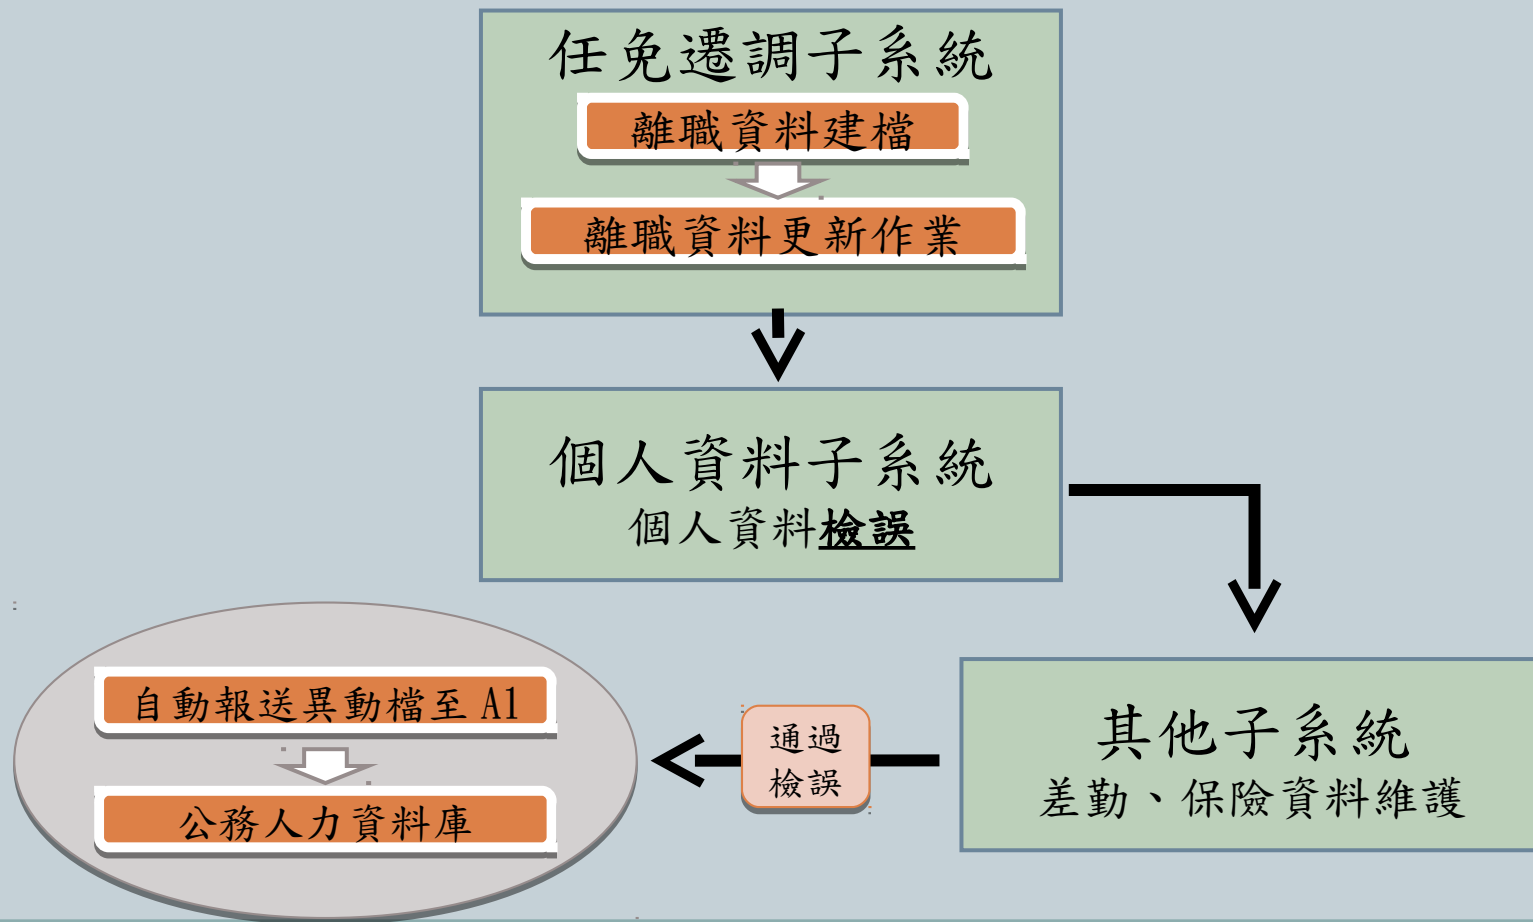 任免遷調子系統
離職資料建檔
離職資料更新作業
個人資料子系統
個人資料檢誤
其他子系統
差勤、保險資料維護
通過
檢誤
自動報送異動檔至 A1
公務人力資料庫